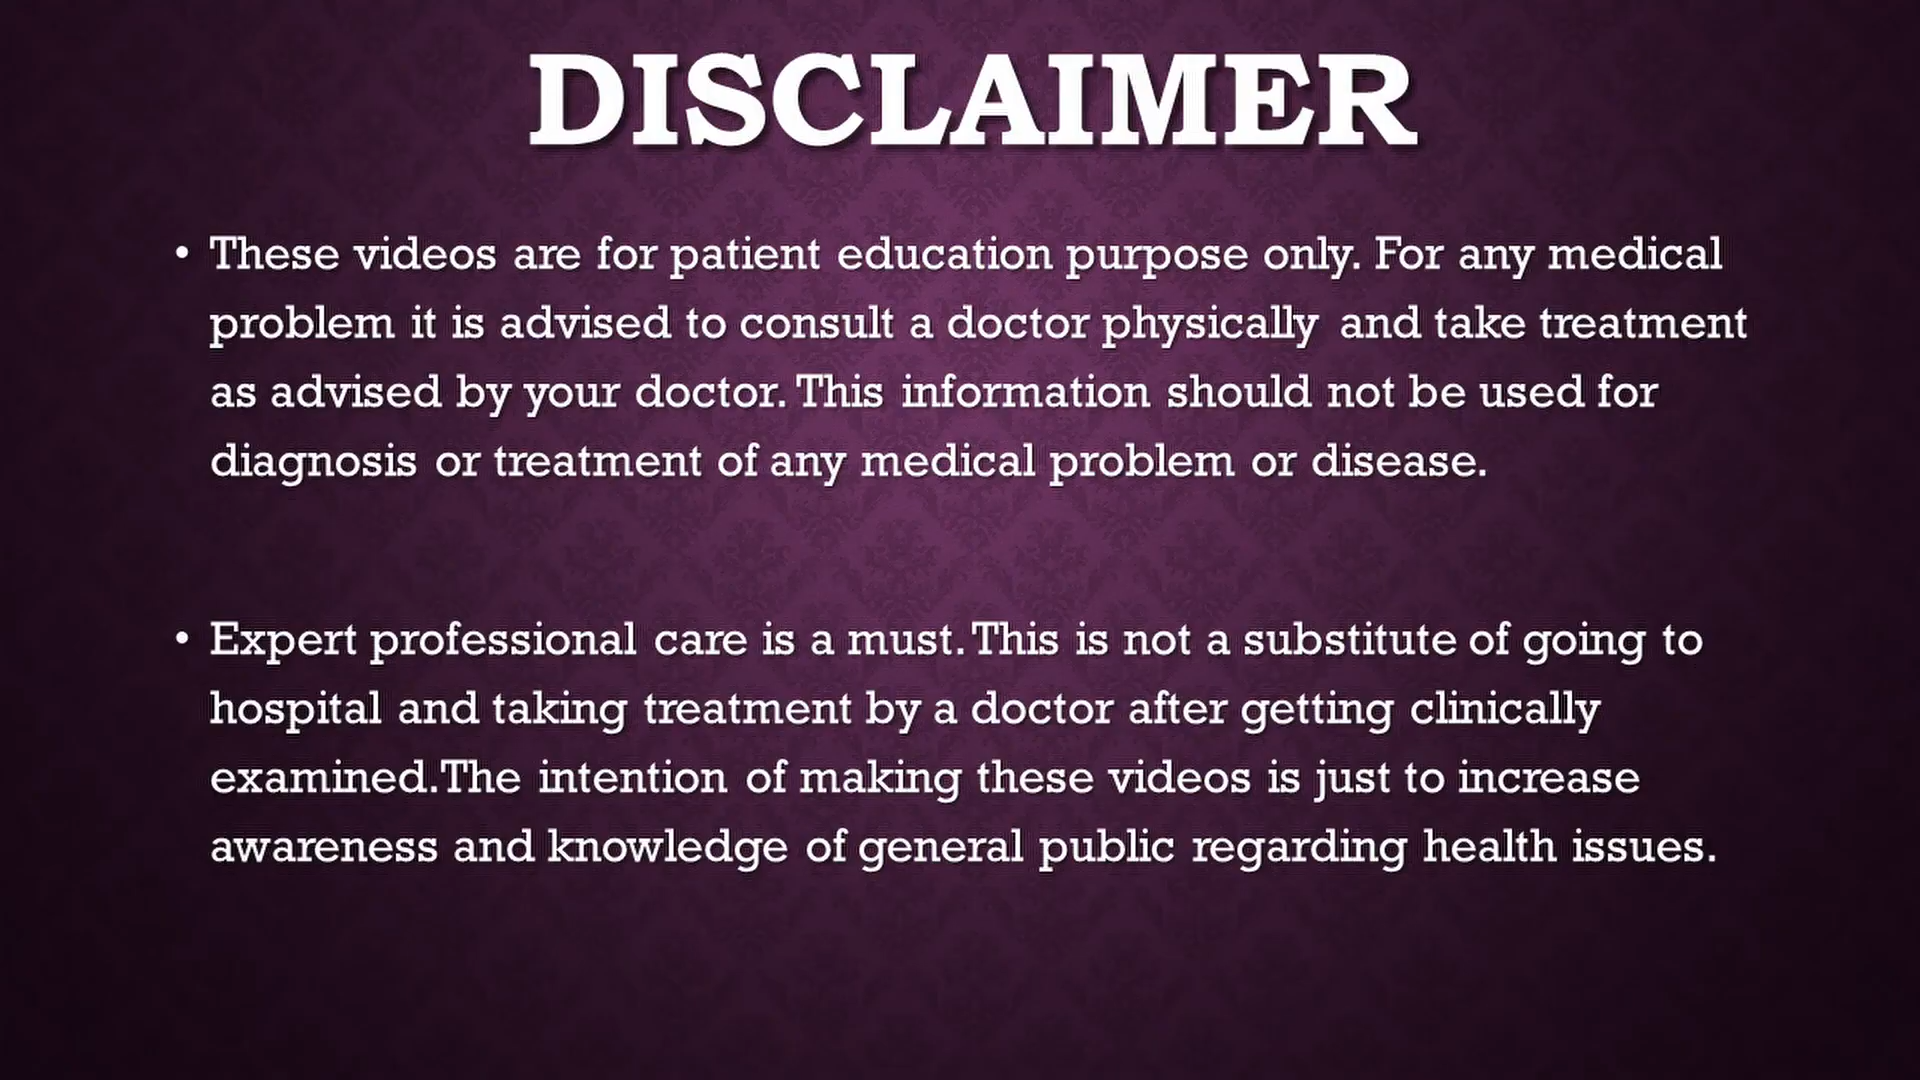 DISCLAIMER
• These videos are for patient education purpose only. For any medical
problem it is advised to consult a doctor physically and take treatment
as advised by your doctor. This information should not be used for
diagnosis or treatment of any medical problem or disease.
• Expert professional care is a must. This is not a substitute of going to
hospital and taking treatment by a doctor after getting clinically
examined.The intention of making these videos is just to increase
awareness and knowledge of general public regarding health issues.